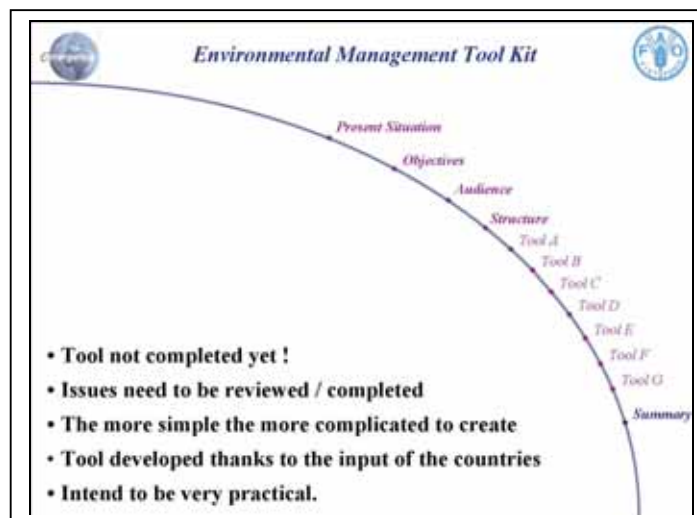 Environmental Management Tool Kit
F A O
Present Situation
Objectives
Audience
Structure
Tool A
Tool B
Tool C
Tool D
Tool E
Tool F
Tool G
Summary
• Tool not completed yet !
• Issues need to be reviewed / completed
• The more simple the more complicated to create
• Tool developed thanks to the input of the countries
• Intend to be very practical.